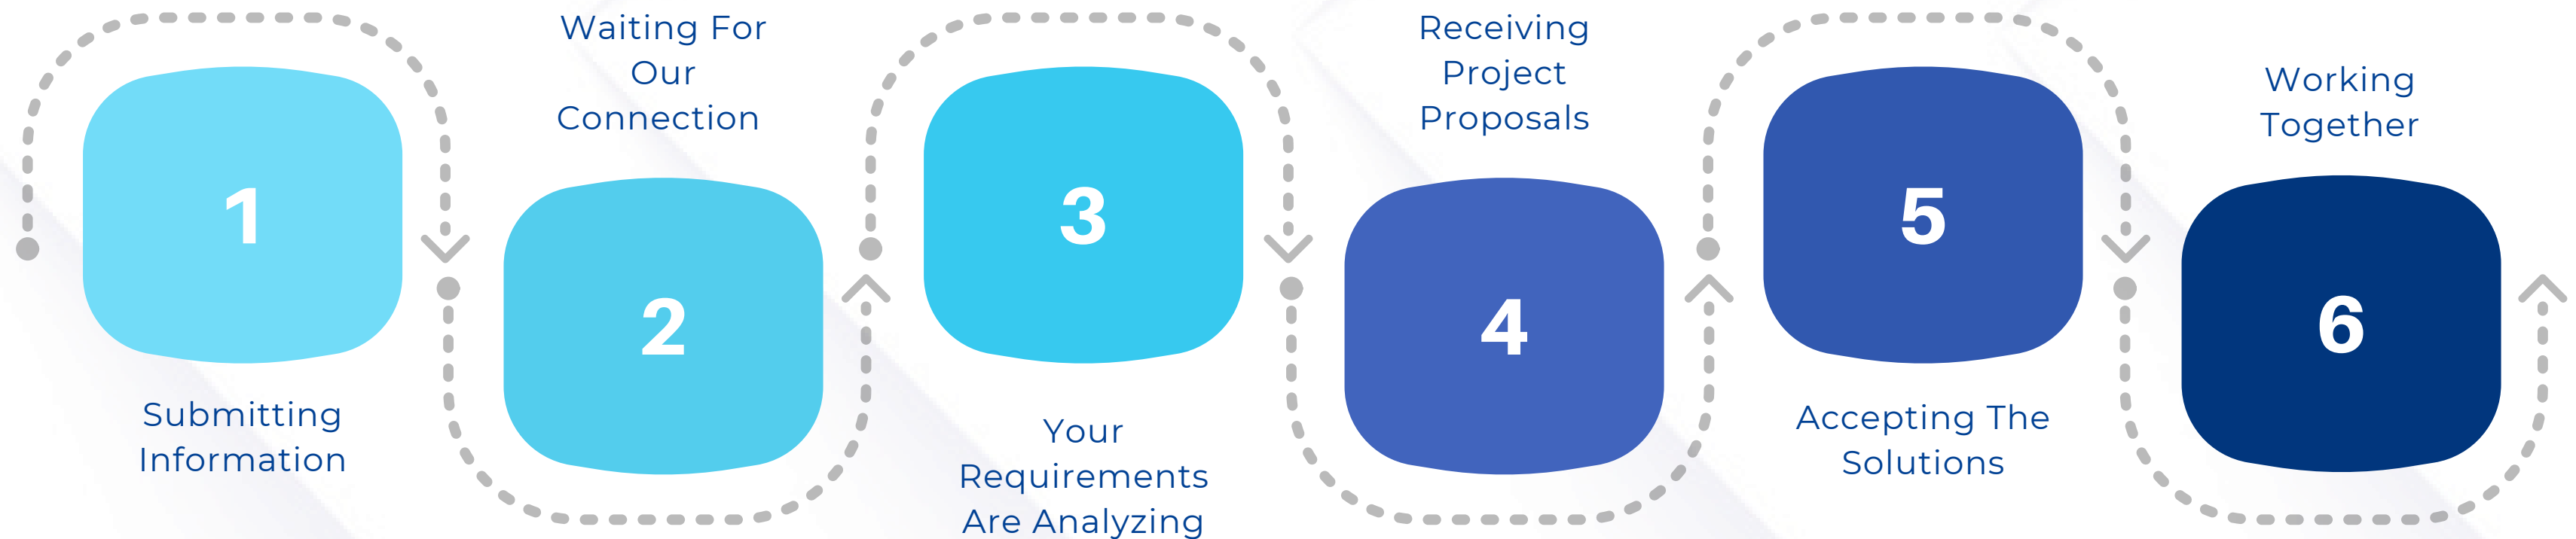 1
Submitting
Information
Waiting For
Our
Connection
2
3
Your
Requirements
Are Analyzing
Receiving
Project
Proposals
4
5
Accepting The
Solutions
Working
Together
6